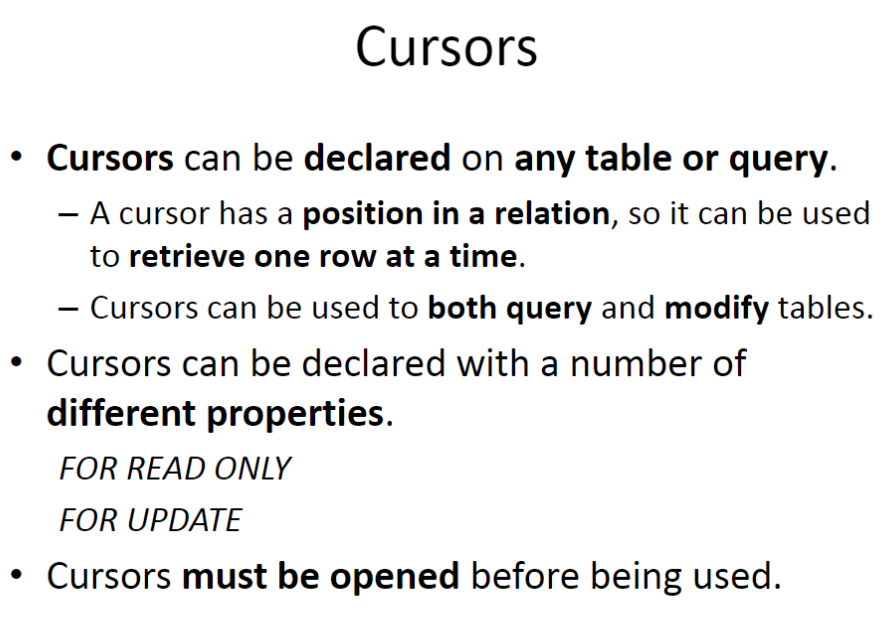 Cursors
• Cursors can be declared on any table or query.
– A cursor has a position in a relation, so it can be used
to retrieve one row at a time.
– Cursors can be used to both query and modify tables.
• Cursors can be declared with a number of
different properties.
FOR READ ONLY
FOR UPDATE
• Cursors must be opened before being used.